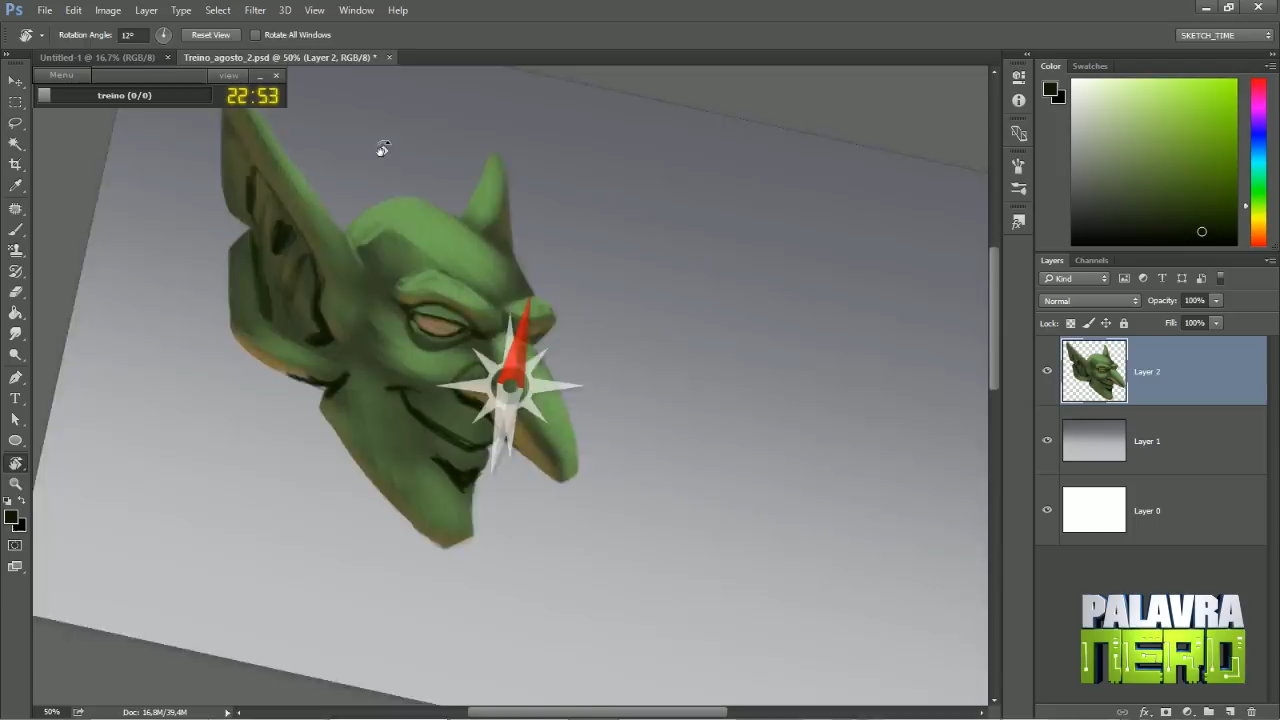 Ps File Edit Image Layer Type Select Filter 3D View Window Help
Rotation Angle: 12° Reset View Rotate All Windows SKETCH_TIME
Untitled-1 @ 16,7% (RGB/8) × Treino_agosto_2.psd @ 50% (Layer 2, RGB/8) * ×
Menu view
treino (0/0) 22:53
Color Swatches
Layers Channels
Kind
Normal Opacity: 100%
Lock: Fill: 100%
Layer 2
Layer 1
Layer 0
PALAVRA
NERD
50% Doc: 16,8M/39,4M